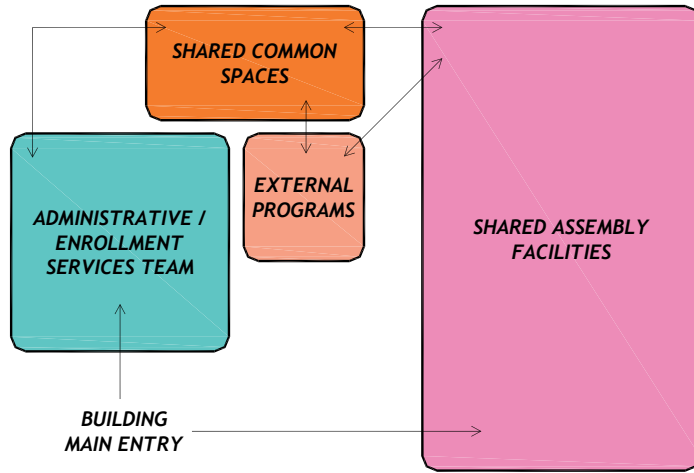 SHARED COMMON
SPACES
EXTERNAL
PROGRAMS
ADMINISTRATIVE /
ENROLLMENT
SERVICES TEAM
SHARED ASSEMBLY
FACILITIES
BUILDING
MAIN ENTRY